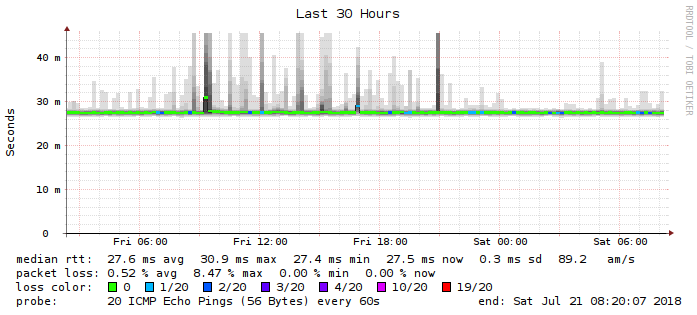 Last 30 Hours
RRDTOOL / TOBI OETIKER
Seconds
40 m
30 m
20 m
10 m
0
Fri 06:00 Fri 12:00 Fri 18:00 Sat 00:00 Sat 06:00
median rtt: 27.6 ms avg 30.9 ms max 27.4 ms min 27.5 ms now 0.3 ms sd 89.2 am/s
packet loss: 0.52 % avg 8.47 % max 0.00 % min 0.00 % now
loss color: 0 1/20 2/20 3/20 4/20 10/20 19/20
probe: 20 ICMP Echo Pings (56 Bytes) every 60s end: Sat Jul 21 08:20:07 2018